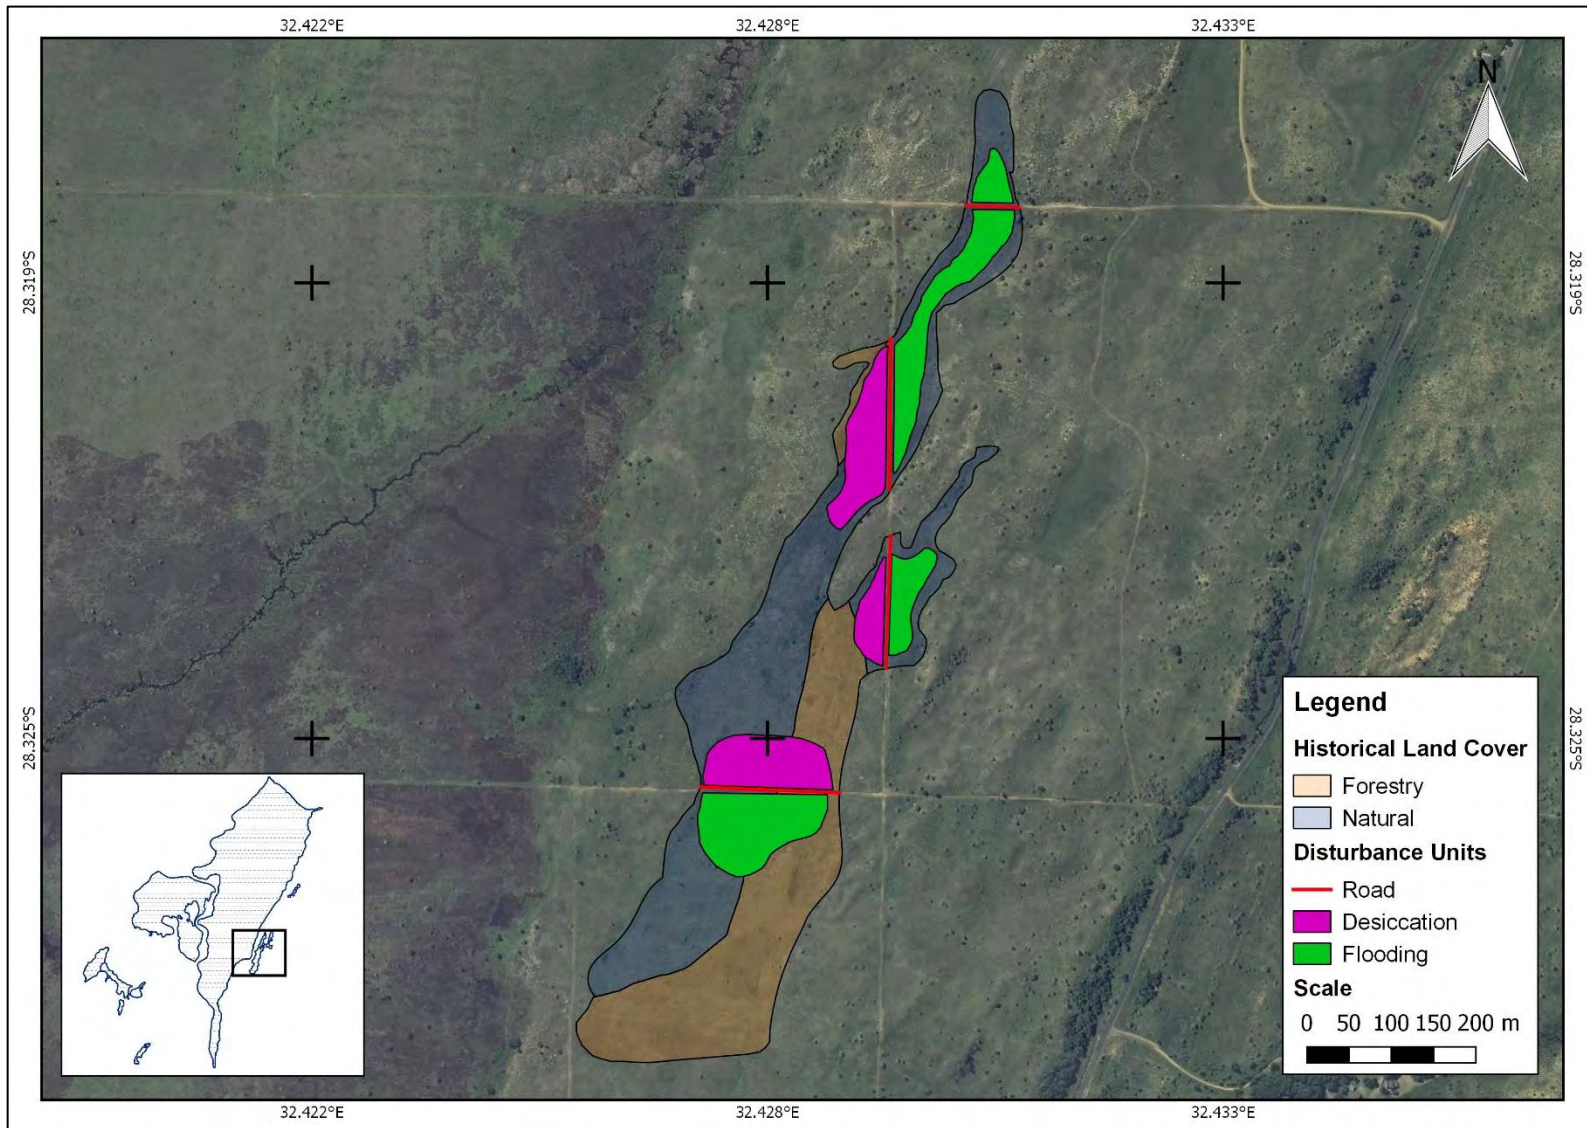 32.422°E 32.428°E 32.433°E
N
28.319°S 28.319°S
28.325°S 28.325°S
Legend
Historical Land Cover
Forestry
Natural
Disturbance Units
Road
Desiccation
Flooding
Scale
0 50 100 150 200 m
32.422°E 32.428°E 32.433°E